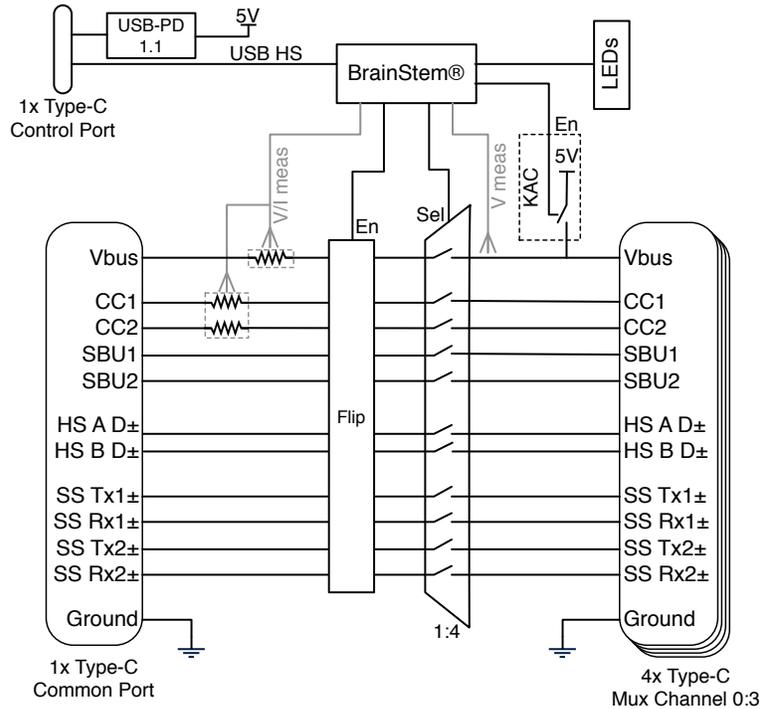 USB-PD
1.1
5V
USB HS
BrainStem®
LEDs
1x Type-C
Control Port
V/I meas
V meas
En
5V
KAC
Sel
En
Vbus
CC1
CC2
SBU1
SBU2
HS A D±
HS B D±
SS Tx1±
SS Rx1±
SS Tx2±
SS Rx2±
Ground
Flip
1:4
Vbus
CC1
CC2
SBU1
SBU2
HS A D±
HS B D±
SS Tx1±
SS Rx1±
SS Tx2±
SS Rx2±
Ground
1x Type-C
Common Port
4x Type-C
Mux Channel 0:3